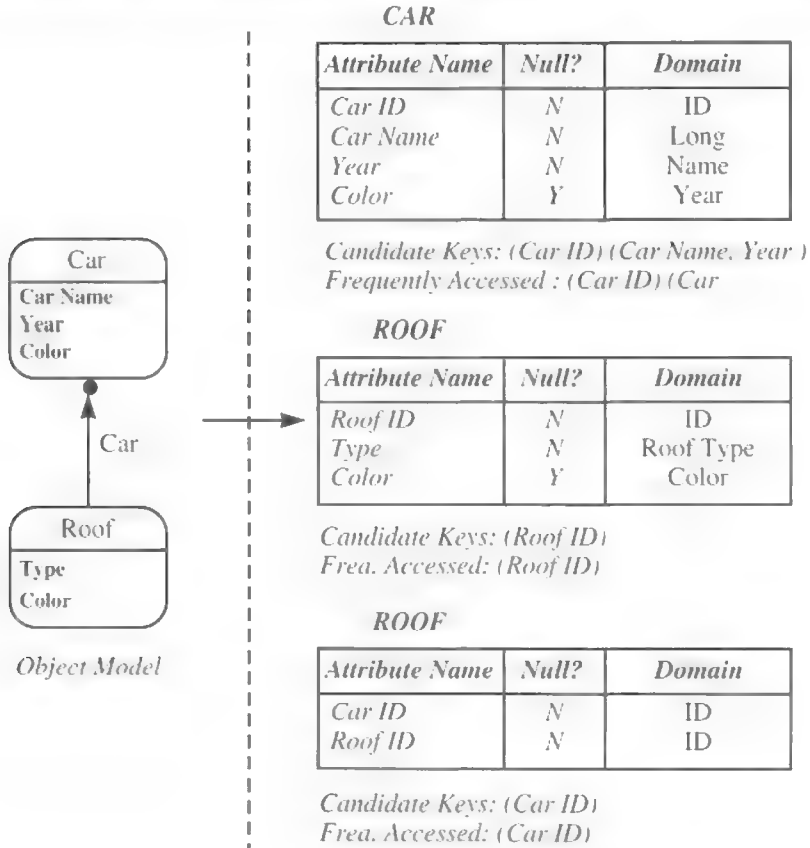 Car
Car Name
Year
Color
Car
Roof
Type
Color
Object Model
CAR
Attribute Name Null? Domain
Car ID N ID
Car Name N Long
Year N Name
Color Y Year
Candidate Keys: (Car ID) (Car Name, Year )
Frequently Accessed : (Car ID) (Car
ROOF
Attribute Name Null? Domain
Roof ID N ID
Type N Roof Type
Color Y Color
Candidate Keys: (Roof ID)
Frea. Accessed: (Roof ID)
ROOF
Attribute Name Null? Domain
Car ID N ID
Roof ID N ID
Candidate Keys: (Car ID)
Frea. Accessed: (Car ID)